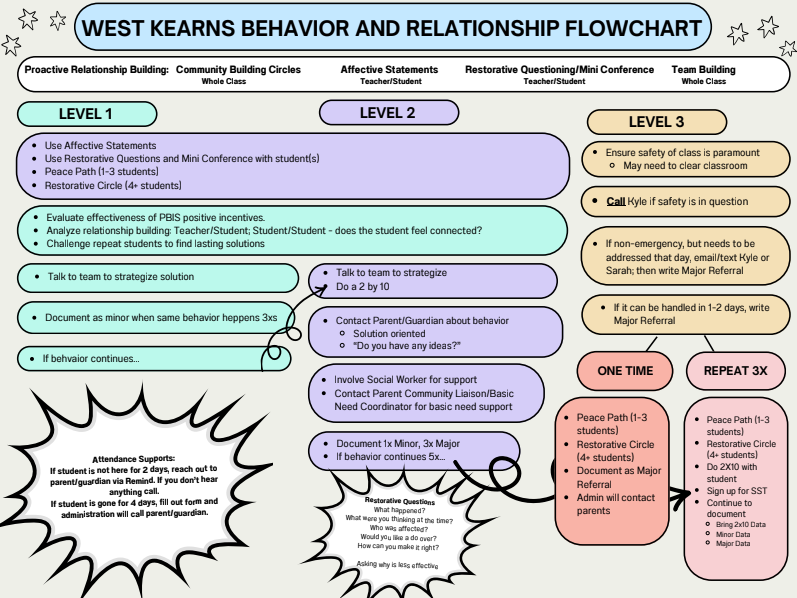 WEST KEARNS BEHAVIOR AND RELATIONSHIP FLOWCHART
Proactive Relationship Building: Community Building Circles Affective Statements Restorative Questioning/Mini Conference Team Building
Whole Class Teacher/Student Teacher/Student Whole Class
LEVEL 1
LEVEL 2
LEVEL 3
Use Affective Statements
Use Restorative Questions and Mini Conference with student(s)
Peace Path (1-3 students)
Restorative Circle (4+ students)
Evaluate effectiveness of PBIS positive incentives.
Analyze relationship building: Teacher/Student; Student/Student - does the student feel connected?
Challenge repeat students to find lasting solutions
Talk to team to strategize solution
Document as minor when same behavior heppens 3xs
If behvaior continues...
Attendance Supports:
If student is not here for 2 days, reach out to
parent/guardian via Remind. If you don't hear
anything call.
If student is gone for 4 days, fill out form and
administration will call parent/guardian.
Talk to team to strategize
Do a 2 by 10
Contact Parent/Guardian about behavior
Solution oriented
"Do you have any ideas?"
Involve Social Worker for support
Contact Parent Community Liaison/Basic
Need Coordinator for basic need support
Document 1x Minor, 3x Major
If behavior continues 5x...
Restorative Questions
What happened?
What were you thinking at the time?
Who was affected?
Would you like a do over?
How can you make it right?
Asking why is less effective
Ensure safety of class is paramount
May need to clear classroom
Call Kyle if safety is in question
If non-emergency, but needs to be
addressed that day, email/text Kyle or
Sarah; then write Major Referral
If it can be handled in 1-2 days, write
Major Referral
ONE TIME
Peace Path (1-3
students)
Restorative Circle
(4+ students)
Document as Major
Referral
Admin will contact
parents
REPEAT 3X
Peace Path (1-3
students)
Restorative Circle
(4+ students)
Do 2X10 with
student
Sign up for SST
Continue to
document
Bring 2x10 Data
Minor Data
Major Data